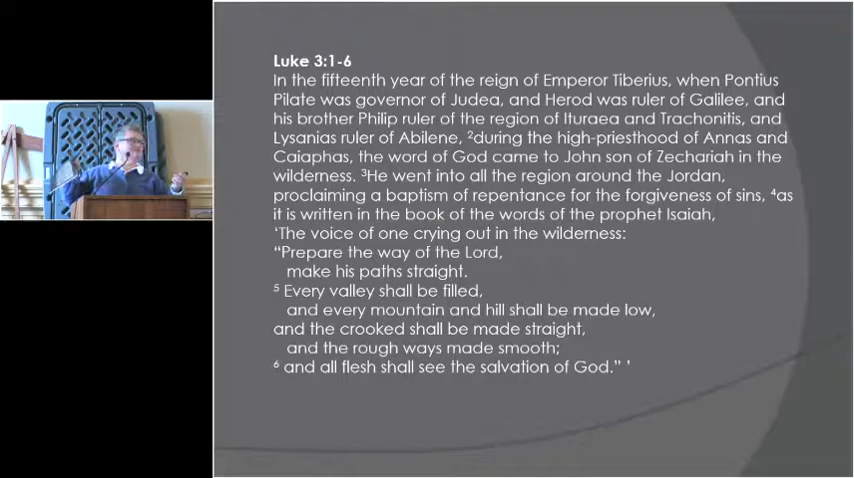 Luke 3:1-6
In the fifteenth year of the reign of Emperor Tiberius, when Pontius
Pilate was governor of Judea, and Herod was ruler of Galilee, and
his brother Philip ruler of the region of Ituraea and Trachonitis, and
Lysanias ruler of Abilene, ²during the high-priesthood of Annas and
Caiaphas, the word of God came to John son of Zechariah in the
wilderness. ³He went into all the region around the Jordan,
proclaiming a baptism of repentance for the forgiveness of sins, ⁴as
it is written in the book of the words of the prophet Isaiah,
‘The voice of one crying out in the wilderness:
“Prepare the way of the Lord,
make his paths straight.
⁵ Every valley shall be filled,
and every mountain and hill shall be made low,
and the crooked shall be made straight,
and the rough ways made smooth;
⁶ and all flesh shall see the salvation of God.” ’